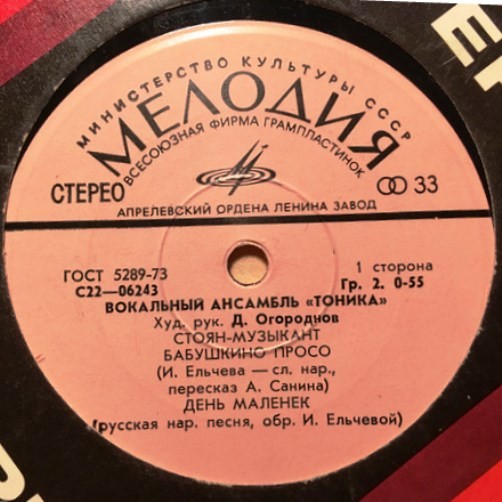 МИНИСТЕРСТВО КУЛЬТУРЫ СССР
МЕЛОДИЯ
ВСЕСОЮЗНАЯ ФИРМА ГРАМПЛАСТИНОК
СТЕРЕО
33
АПРЕЛЕВСКИЙ ОРДЕНА ЛЕНИНА ЗАВОД
ГОСТ 5289-73
1 сторона
С22—06243
Гр. 2. 0-55
ВОКАЛЬНЫЙ АНСАМБЛЬ «ТОНИКА»
Худ. рук. Д. Огороднов
СТОЯН-МУЗЫКАНТ
БАБУШКИНО ПРОСО
(И. Ельчева — сл. нар.,
пересказ А. Санина)
ДЕНЬ МАЛЕНЕК
(русская нар. песня, обр. И. Ельчевой)